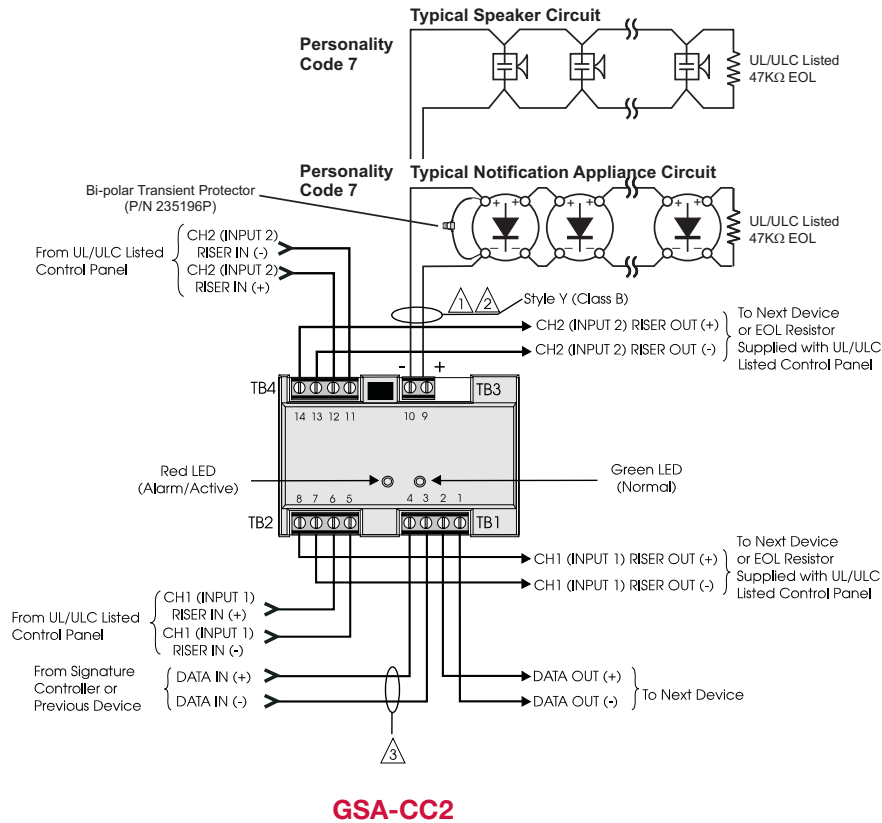 Typical Speaker Circuit
Personality
Code 7
UL/ULC Listed
47KΩ EOL
Personality
Code 7
Typical Notification Appliance Circuit
Bi-polar Transient Protector
(P/N 235196P)
+ +
+ +
+ +
– –
– –
– –
UL/ULC Listed
47KΩ EOL
From UL/ULC Listed
Control Panel
CH2 (INPUT 2)
RISER IN (-)
CH2 (INPUT 2)
RISER IN (+)
1
2
Style Y (Class B)
CH2 (INPUT 2) RISER OUT (+)
CH2 (INPUT 2) RISER OUT (-)
To Next Device
or EOL Resistor
Supplied with UL/ULC
Listed Control Panel
- +
TB4
TB3
14 13 12 11
10 9
Red LED
(Alarm/Active)
Green LED
(Normal)
8 7 6 5
4 3 2 1
TB2
TB1
CH1 (INPUT 1) RISER OUT (+)
CH1 (INPUT 1) RISER OUT (-)
To Next Device
or EOL Resistor
Supplied with UL/ULC
Listed Control Panel
From UL/ULC Listed
Control Panel
CH1 (INPUT 1)
RISER IN (+)
CH1 (INPUT 1)
RISER IN (-)
From Signature
Controller or
Previous Device
DATA IN (+)
DATA IN (-)
DATA OUT (+)
DATA OUT (-)
To Next Device
3
GSA-CC2